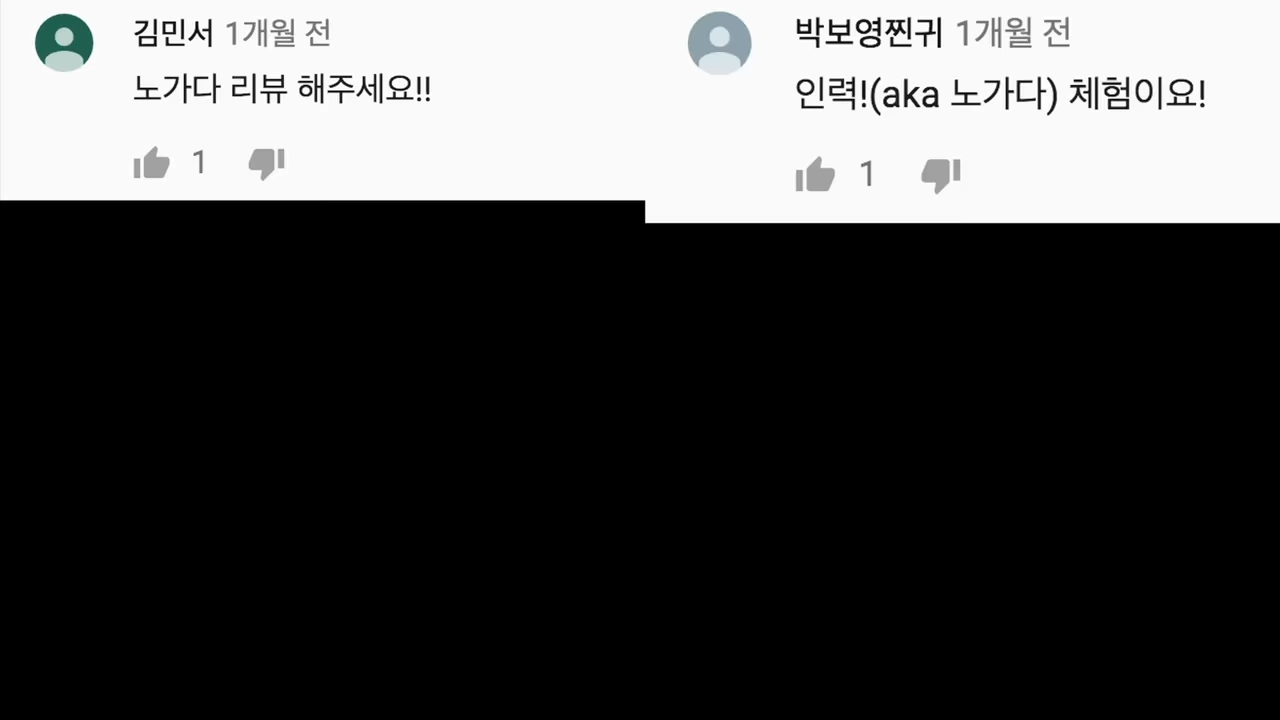 김민서 1개월 전
노가다 리뷰 해주세요!!
1
박보영찐귀 1개월 전
인력!(aka 노가다) 체험이요!
1